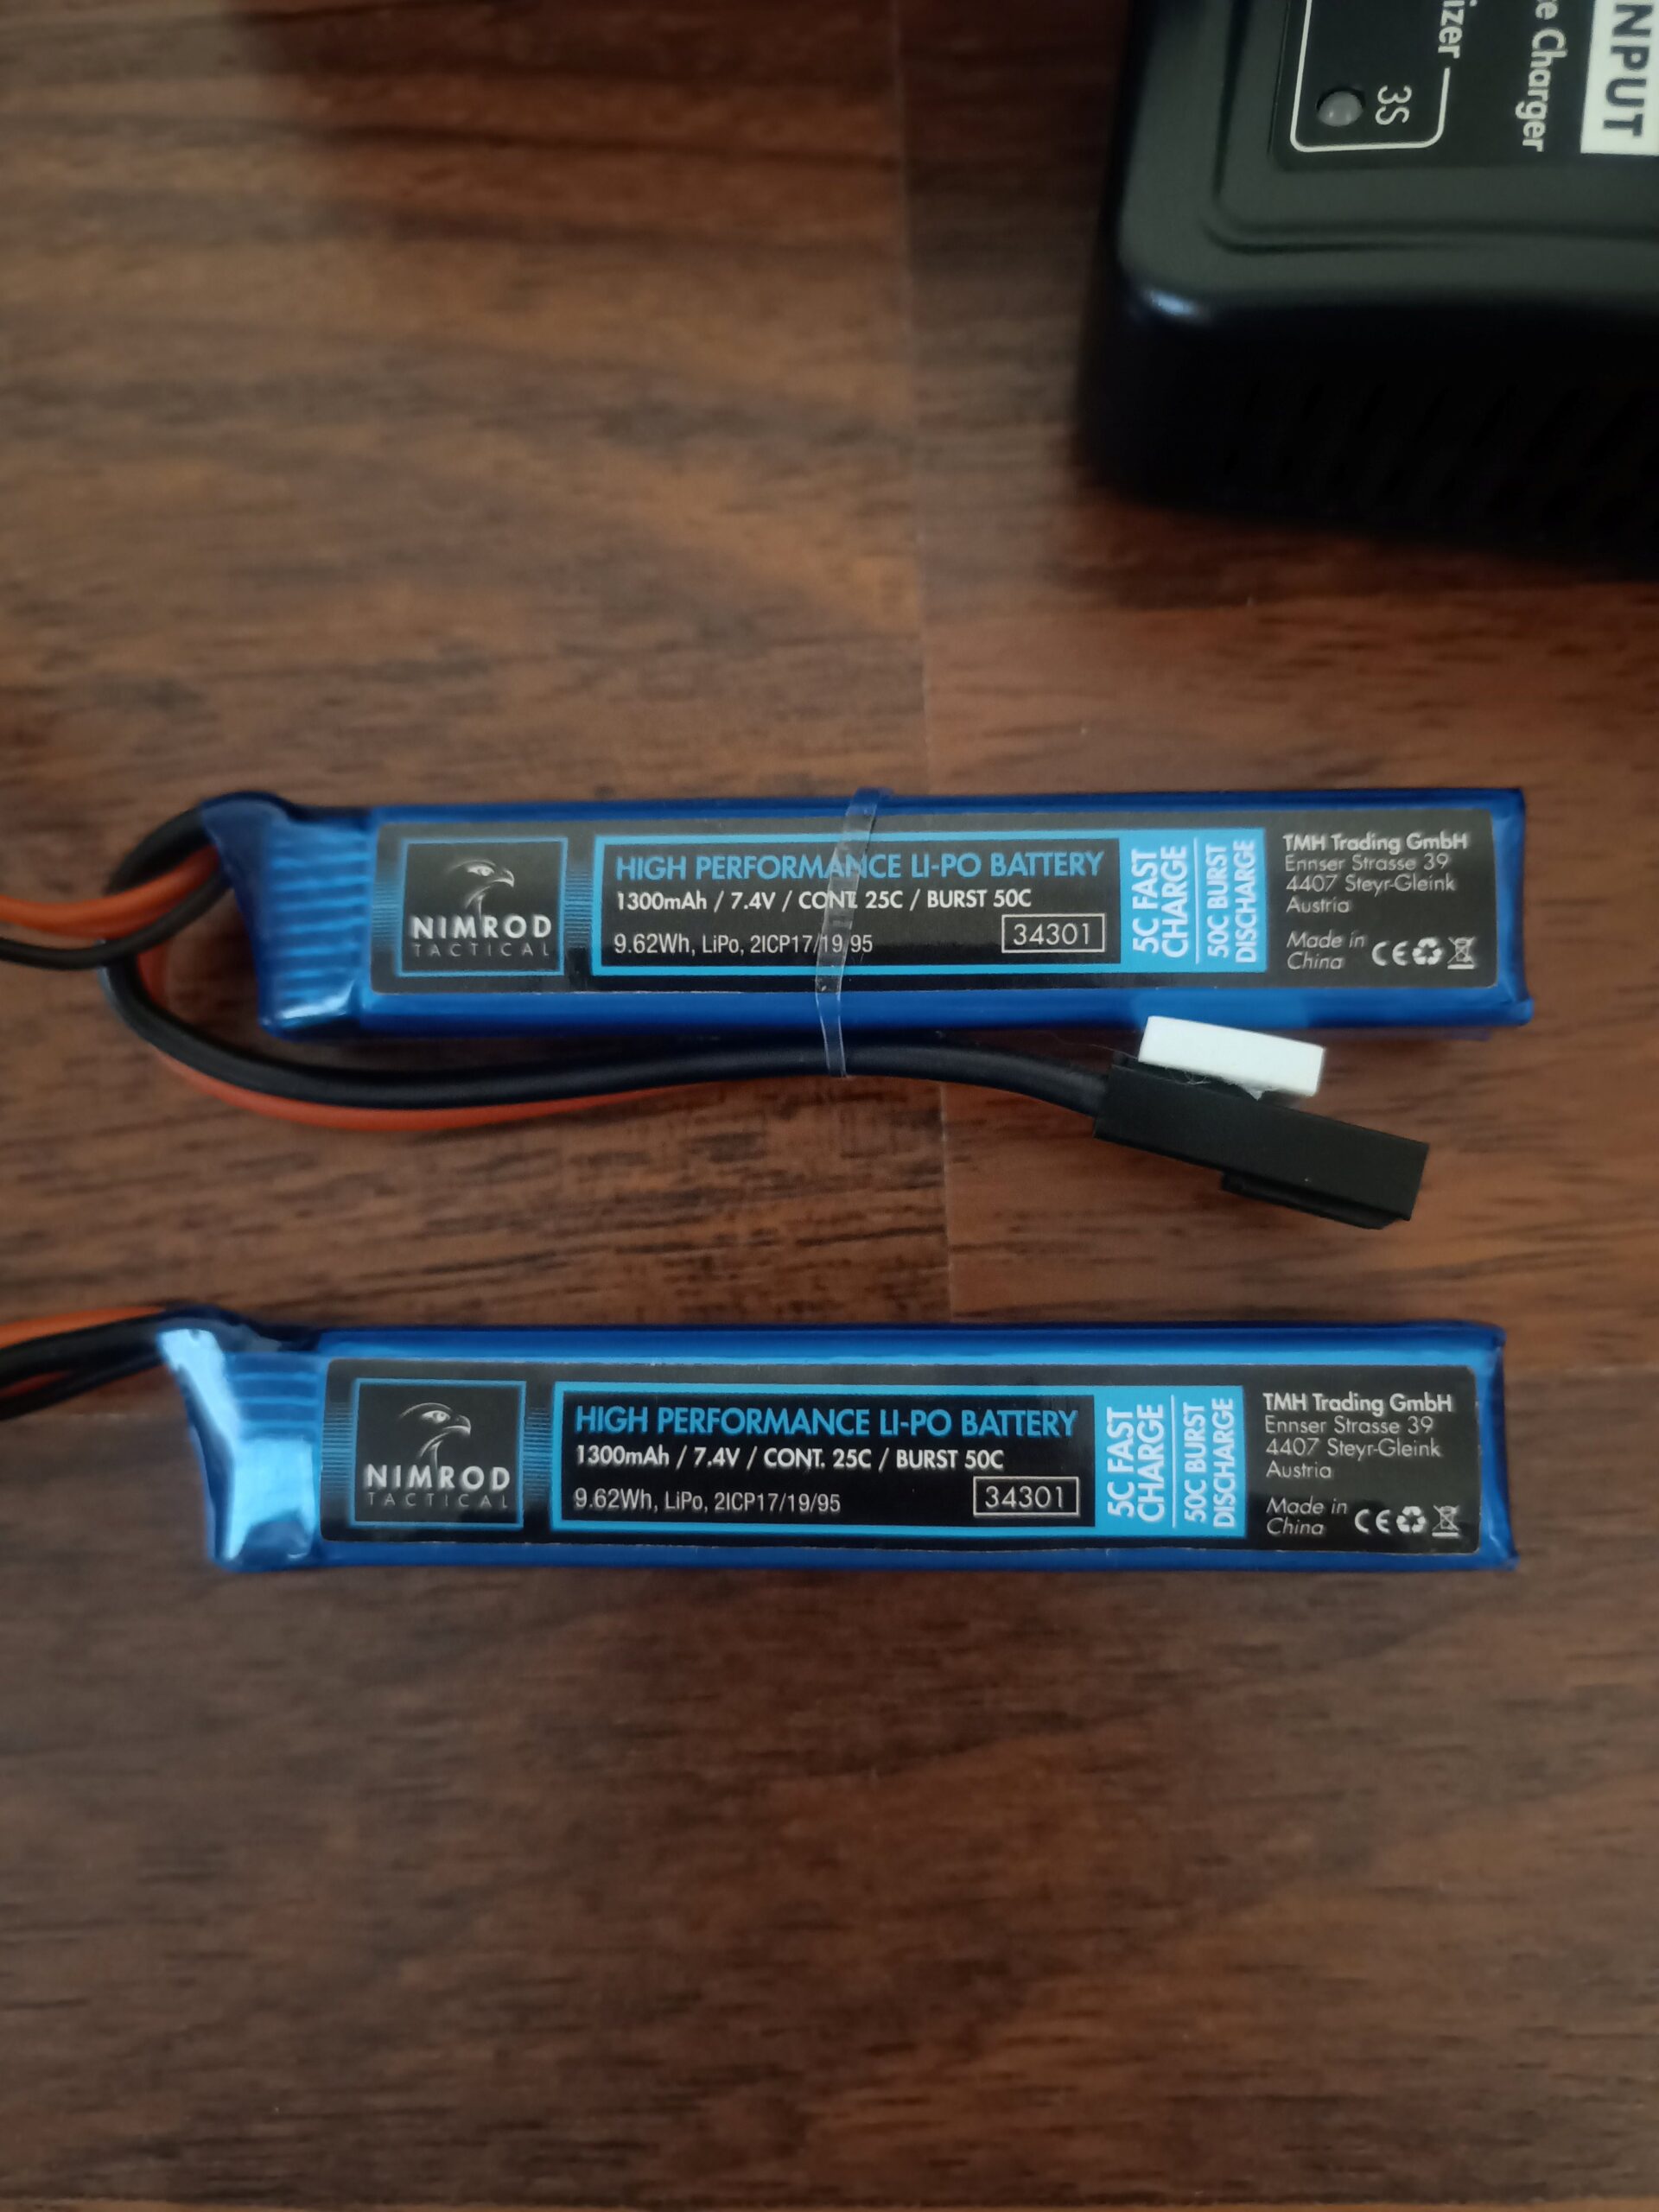 NPUT
e Charger
izer
3S
NIMROD
TACTICAL
HIGH PERFORMANCE LI-PO BATTERY
1300mAh / 7.4V / CONT. 25C / BURST 50C
9.62Wh, LiPo, 2ICP17/19/95
34301
5C FAST
CHARGE
50C BURST
DISCHARGE
TMH Trading GmbH
Ennser Strasse 39
4407 Steyr-Gleink
Austria
Made in
China
CE
NIMROD
TACTICAL
HIGH PERFORMANCE LI-PO BATTERY
1300mAh / 7.4V / CONT. 25C / BURST 50C
9.62Wh, LiPo, 2ICP17/19/95
34301
5C FAST
CHARGE
50C BURST
DISCHARGE
TMH Trading GmbH
Ennser Strasse 39
4407 Steyr-Gleink
Austria
Made in
China
CE